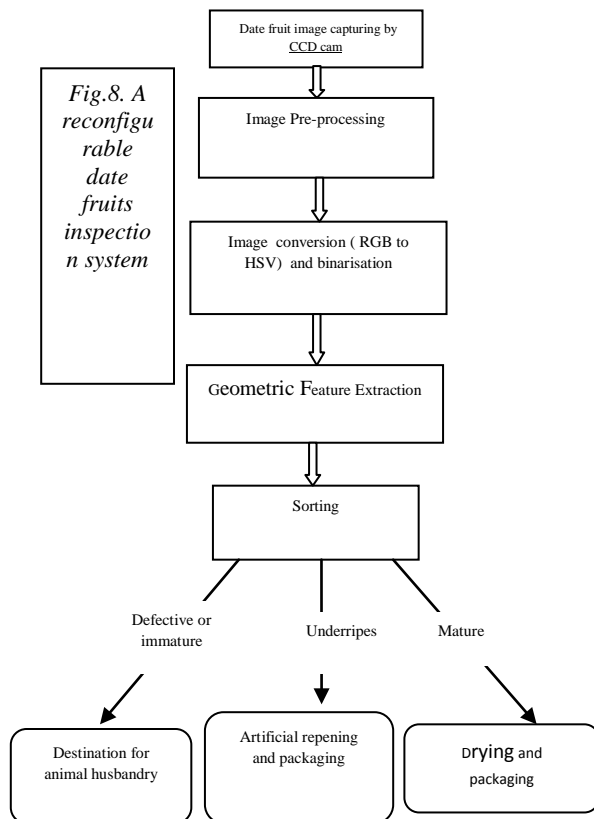 Date fruit image capturing by
CCD cam
Fig.8. A
reconfigu
rable
date
fruits
inspectio
n system
Image Pre-processing
Image conversion ( RGB to
HSV) and binarisation
Geometric Feature Extraction
Sorting
Defective or
immature
Underripes
Mature
Destination for
animal husbandry
Artificial repening
and packaging
Drying and
packaging